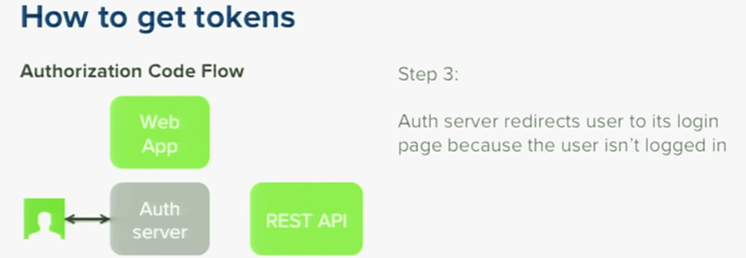 How to get tokens
Authorization Code Flow
Step 3:
Auth server redirects user to its login
page because the user isn't logged in
Web
App
Auth
server
REST API